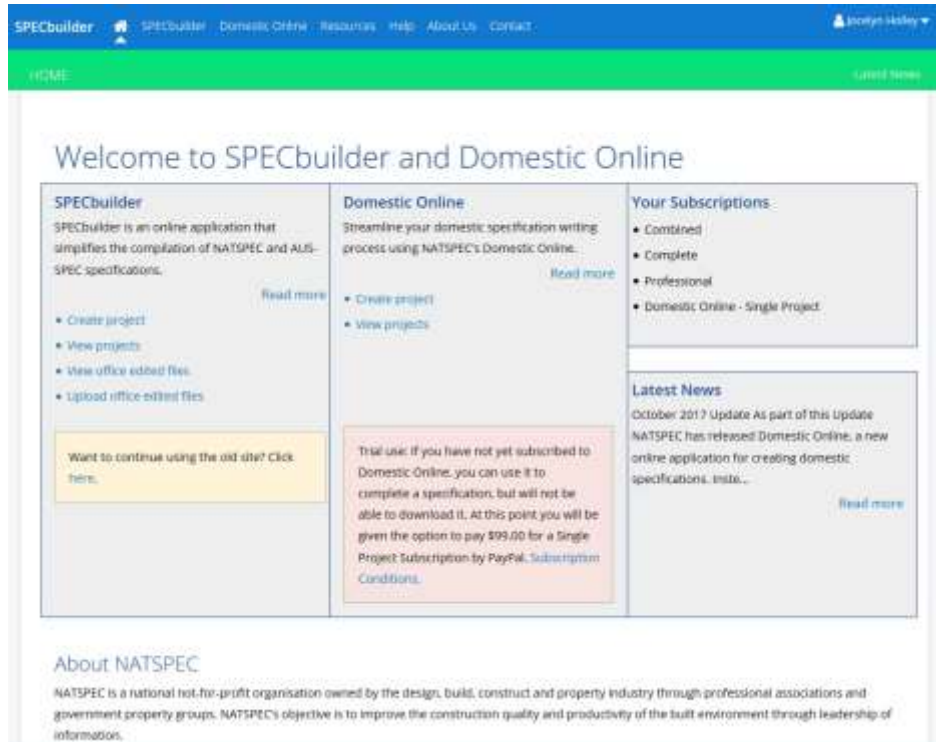 SPECbuilder SPECbuilder Domestic Online Resources Help About Us Contact Jocelyn
HOME Latest News
Welcome to SPECbuilder and Domestic Online
SPECbuilder
SPECbuilder is an online application that
simplifies the compilation of NATSPEC and AUS-
SPEC specifications.
Read more
• Create project
• View projects
• View office edited files
• Upload office edited files
Want to continue using the old site? Click
here.
Domestic Online
Streamline your domestic specification writing
process using NATSPEC's Domestic Online.
Read more
• Create project
• View projects
Trial use: If you have not yet subscribed to
Domestic Online, you can use it to
complete a specification, but will not be
able to download it. At this point you will be
given the option to pay $99.00 for a Single
Project Subscription by PayPal. Subscription
Conditions.
Your Subscriptions
• Combined
• Complete
• Professional
• Domestic Online - Single Project
Latest News
October 2017 Update As part of this Update
NATSPEC has released Domestic Online, a new
online application for creating domestic
specifications. Inste...
Read more
About NATSPEC
NATSPEC is a national not-for-profit organisation owned by the design, build, construct and property industry through professional associations and
government property groups. NATSPEC's objective is to improve the construction quality and productivity of the built environment through leadership of
information.